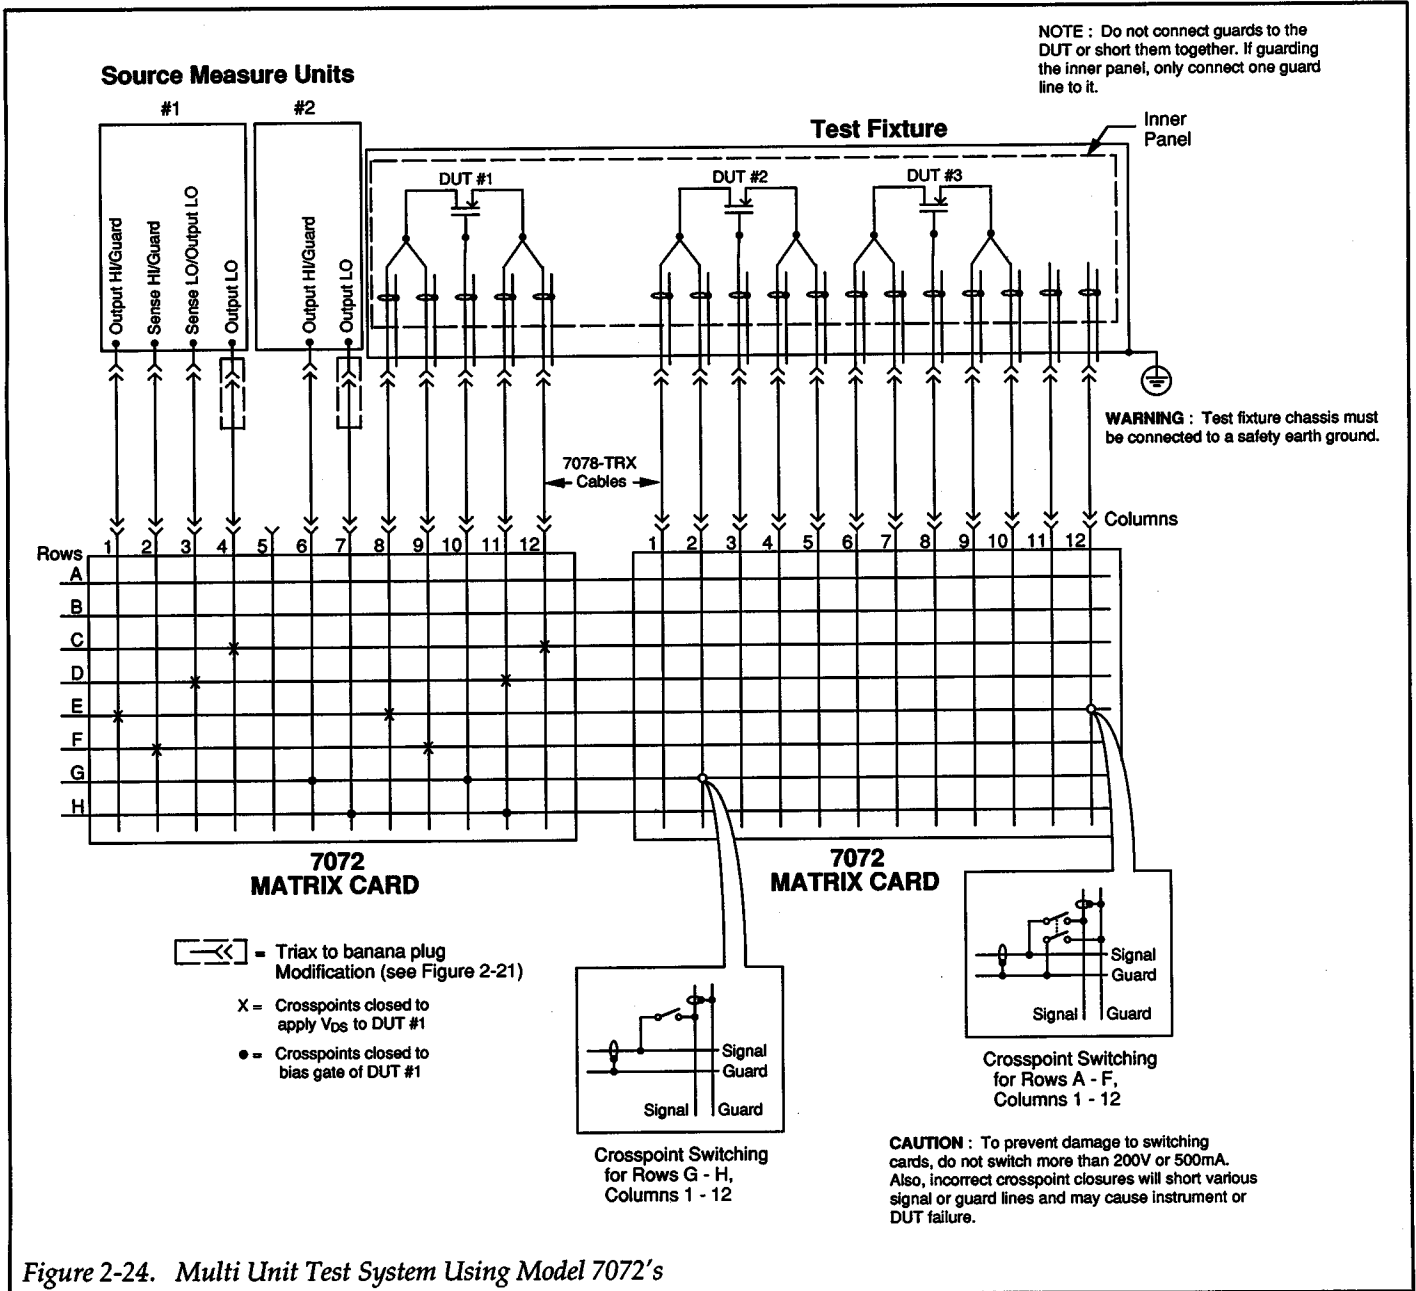 NOTE : Do not connect guards to the
DUT or short them together. If guarding
the inner panel, only connect one guard
line to it.
Source Measure Units
#1
#2
Test Fixture
Inner
Panel
DUT #1
DUT #2
DUT #3
Output HI/Guard
Sense HI/Guard
Sense LO/Output LO
Output LO
Output HI/Guard
Output LO
WARNING : Test fixture chassis must
be connected to a safety earth ground.
7078-TRX
Cables
Columns
Rows
1 2 3 4 5 6 7 8 9 10 11 12
1 2 3 4 5 6 7 8 9 10 11 12
A
B
C
D
E
F
G
H
7072
MATRIX CARD
7072
MATRIX CARD
= Triax to banana plug
Modification (see Figure 2-21)
X = Crosspoints closed to
apply VDS to DUT #1
● = Crosspoints closed to
bias gate of DUT #1
Signal
Guard
Signal Guard
Crosspoint Switching
for Rows G - H,
Columns 1 - 12
Signal
Guard
Signal Guard
Crosspoint Switching
for Rows A - F,
Columns 1 - 12
CAUTION : To prevent damage to switching
cards, do not switch more than 200V or 500mA.
Also, incorrect crosspoint closures will short various
signal or guard lines and may cause instrument or
DUT failure.
Figure 2-24. Multi Unit Test System Using Model 7072's